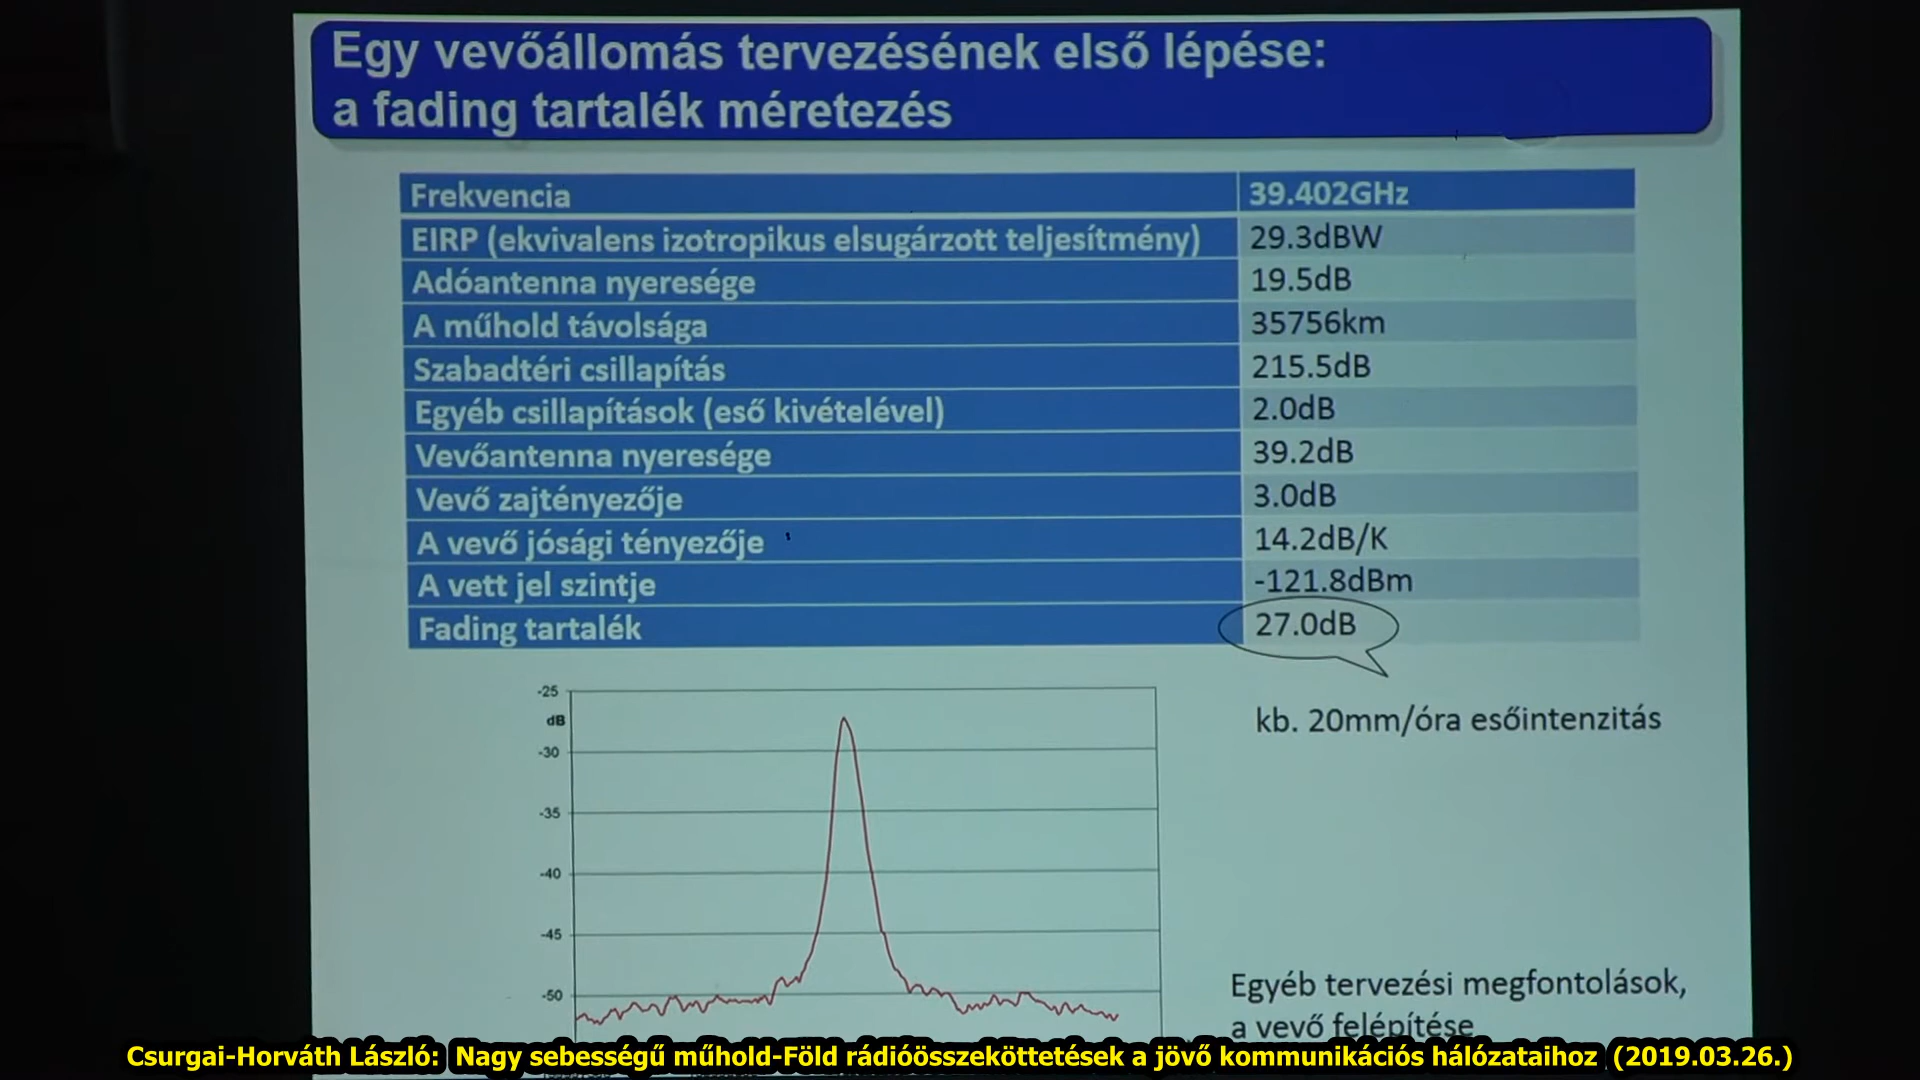 Egy vevőállomás tervezésének első lépése:
a fading tartalék méretezés
Frekvencia 39.402GHz
EIRP (ekvivalens izotropikus elsugárzott teljesítmény) 29.3dBW
Adóantenna nyeresége 19.5dB
A műhold távolsága 35756km
Szabadtéri csillapítás 215.5dB
Egyéb csillapítások (eső kivételével) 2.0dB
Vevőantenna nyeresége 39.2dB
Vevő zajtényezője 3.0dB
A vevő jósági tényezője 14.2dB/K
A vett jel szintje -121.8dBm
Fading tartalék 27.0dB
kb. 20mm/óra esőintenzitás
-25
dB
-30
-35
-40
-45
-50
Egyéb tervezési megfontolások,
a vevő felépítése
Csurgai-Horváth László: Nagy sebességű műhold-Föld rádióösszeköttetések a jövő kommunikációs hálózataihoz (2019.03.26.)